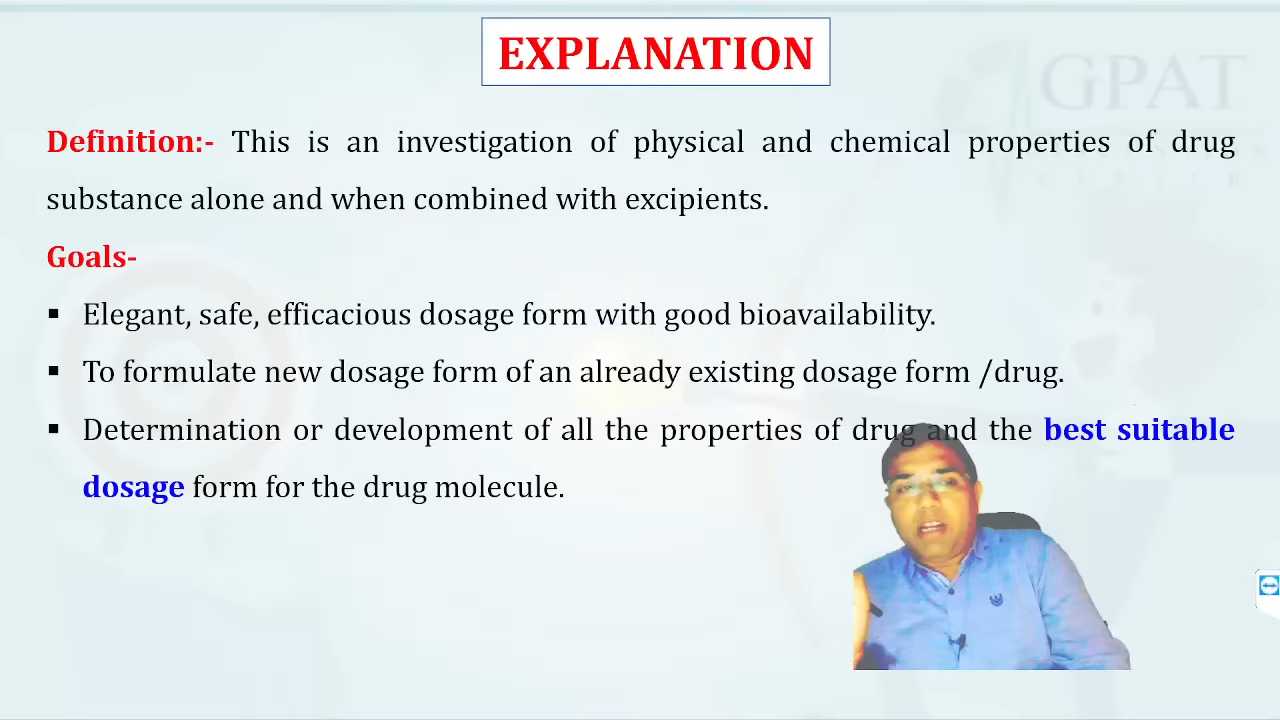 EXPLANATION
GPAT
Definition:- This is an investigation of physical and chemical properties of drug
substance alone and when combined with excipients.
Goals-
▪ Elegant, safe, efficacious dosage form with good bioavailability.
▪ To formulate new dosage form of an already existing dosage form /drug.
▪ Determination or development of all the properties of drug and the best suitable
dosage form for the drug molecule.